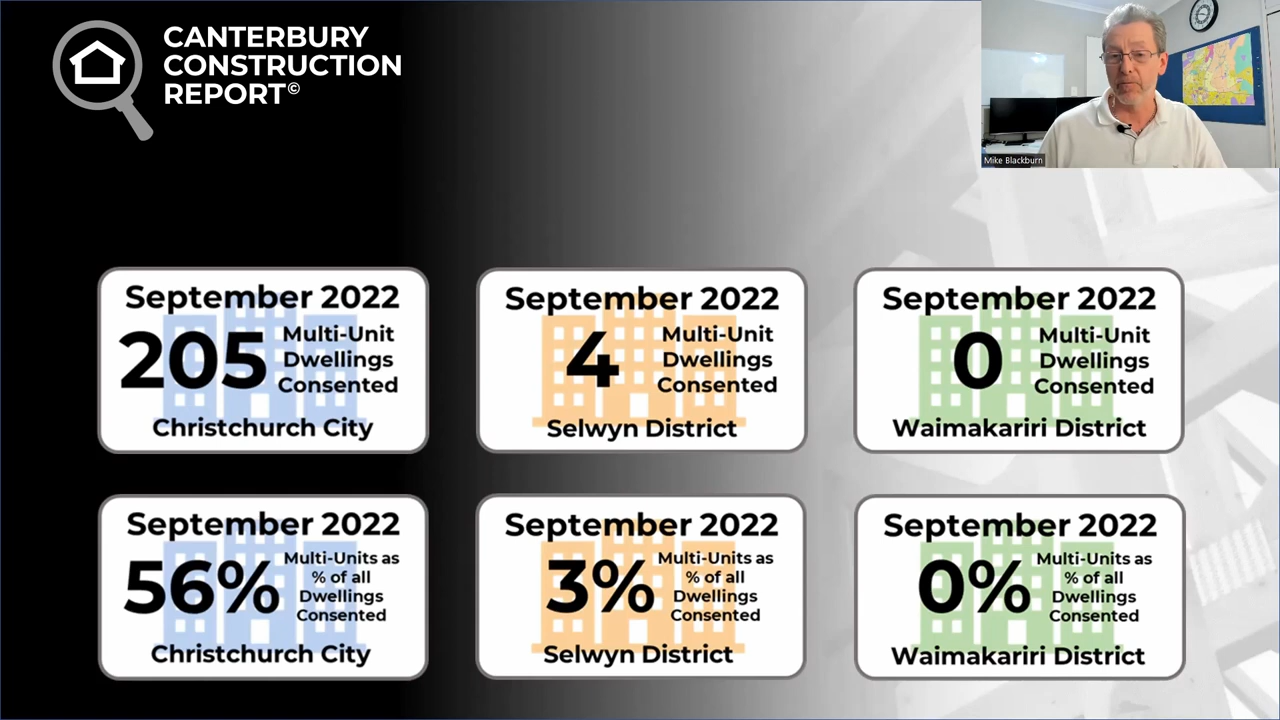 CANTERBURY
CONSTRUCTION
REPORT©
Mike Blackburn
September 2022
205
Multi-Unit
Dwellings
Consented
Christchurch City
September 2022
4
Multi-Unit
Dwellings
Consented
Selwyn District
September 2022
0
Multi-Unit
Dwellings
Consented
Waimakariri District
September 2022
56%
Multi-Units as
% of all
Dwellings
Consented
Christchurch City
September 2022
3%
Multi-Units as
% of all
Dwellings
Consented
Selwyn District
September 2022
0%
Multi-Units as
% of all
Dwellings
Consented
Waimakariri District